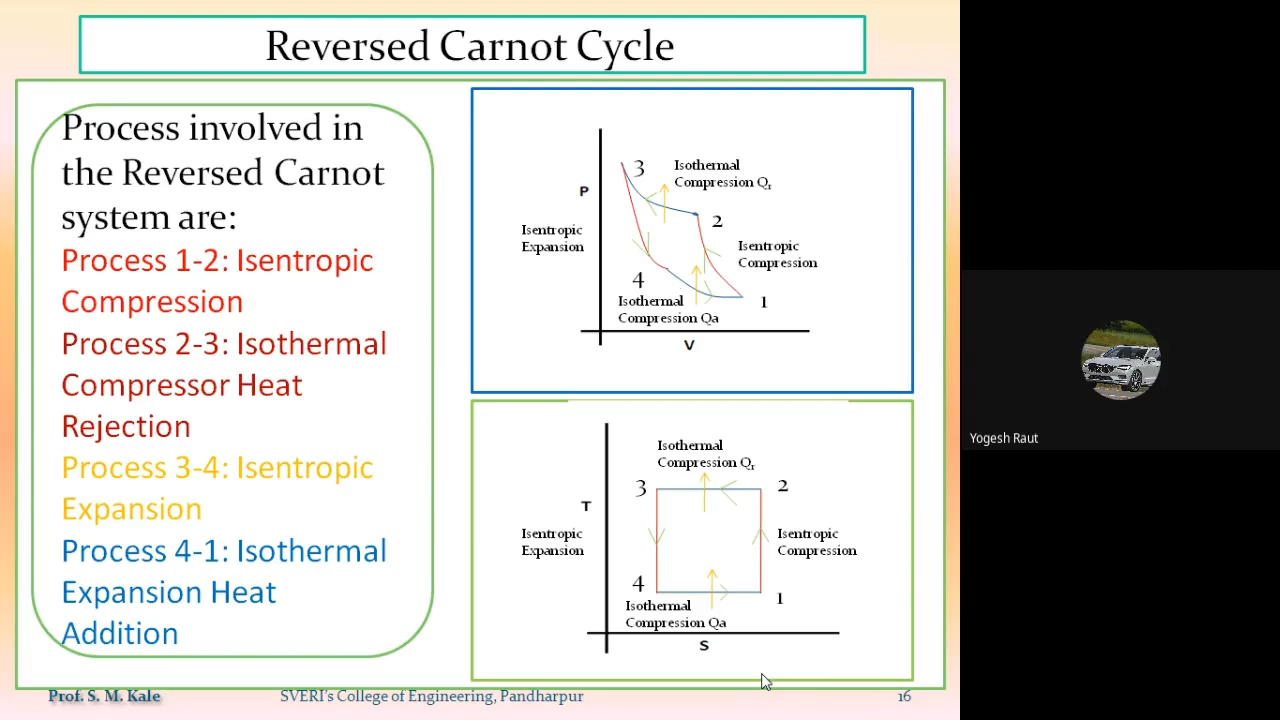 Reversed Carnot Cycle
Process involved in
the Reversed Carnot
system are:
Process 1-2: Isentropic
Compression
Process 2-3: Isothermal
Compressor Heat
Rejection
Process 3-4: Isentropic
Expansion
Process 4-1: Isothermal
Expansion Heat
Addition
P
3
Isothermal
Compression Qr
2
Isentropic
Expansion
Isentropic
Compression
4
Isothermal
Compression Qa
1
V
Isothermal
Compression Qr
3
2
T
Isentropic
Expansion
Isentropic
Compression
4
1
Isothermal
Compression Qa
S
Prof. S. M. Kale
SVERI's College of Engineering, Pandharpur
16
Yogesh Raut